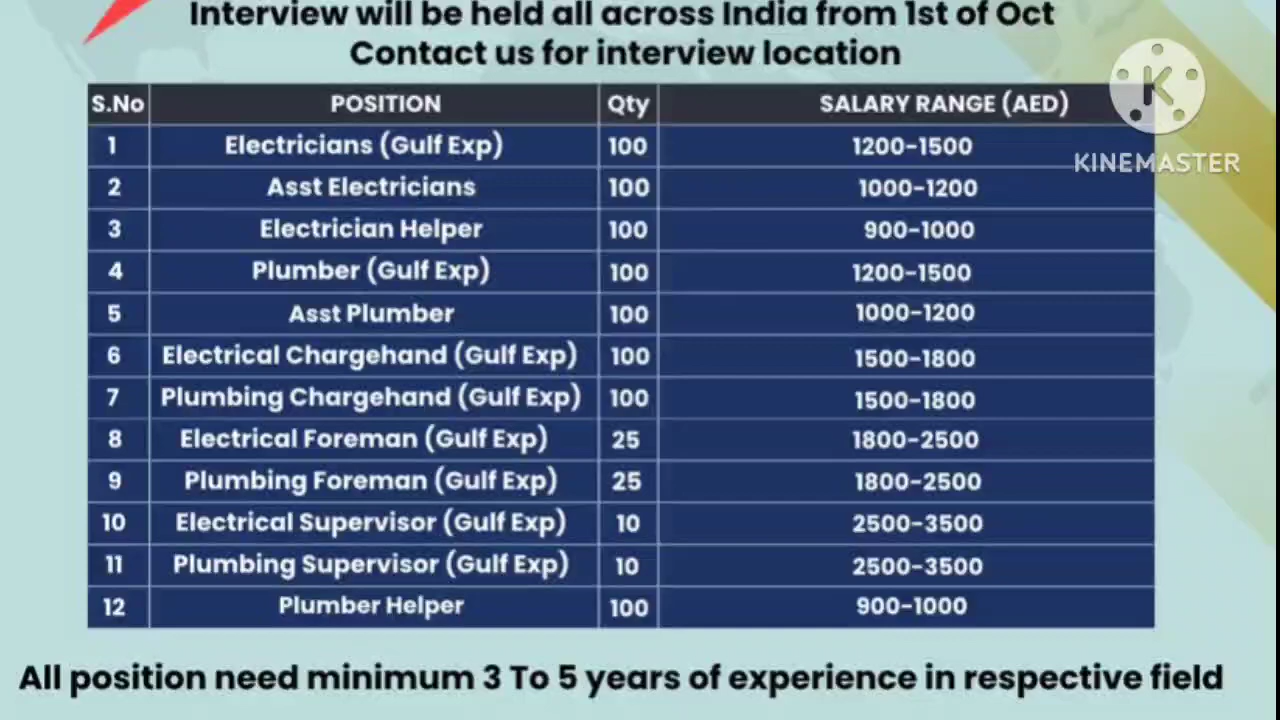 Interview will be held all across India from 1st of Oct
Contact us for interview location
S.No POSITION Qty SALARY RANGE (AED)
1 Electricians (Gulf Exp) 100 1200-1500
2 Asst Electricians 100 1000-1200
3 Electrician Helper 100 900-1000
4 Plumber (Gulf Exp) 100 1200-1500
5 Asst Plumber 100 1000-1200
6 Electrical Chargehand (Gulf Exp) 100 1500-1800
7 Plumbing Chargehand (Gulf Exp) 100 1500-1800
8 Electrical Foreman (Gulf Exp) 25 1800-2500
9 Plumbing Foreman (Gulf Exp) 25 1800-2500
10 Electrical Supervisor (Gulf Exp) 10 2500-3500
11 Plumbing Supervisor (Gulf Exp) 10 2500-3500
12 Plumber Helper 100 900-1000
All position need minimum 3 To 5 years of experience in respective field
K
KINEMASTER